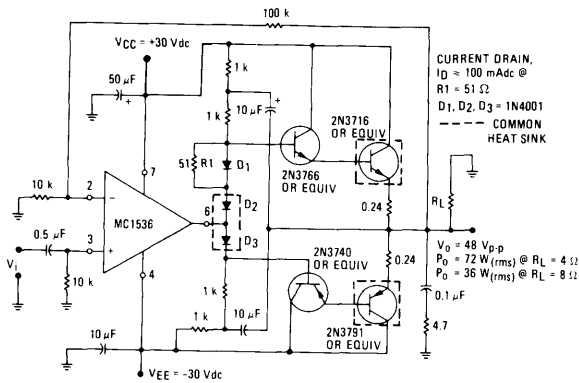 100 k
VCC = +30 Vdc
50 µF
+
1 k
1 k
10 µF
+
2N3716
OR EQUIV
CURRENT DRAIN,
ID ≈ 100 mAdc @
R1 = 51 Ω
D1, D2, D3 = 1N4001
COMMON
HEAT SINK
51
R1
D1
2N3766
OR EQUIV
10 k
2
−
7
MC1536
6
D2
D3
0.24
RL
0.5 µF
3
+
Vi
10 k
4
2N3740
OR EQUIV
0.24
Vo = 48 Vp-p
Po = 72 W(rms) @ RL = 4 Ω
Po = 36 W(rms) @ RL = 8 Ω
1 k
0.1 µF
1 k
10 µF
10 µF
2N3791
OR EQUIV
4.7
VEE = −30 Vdc